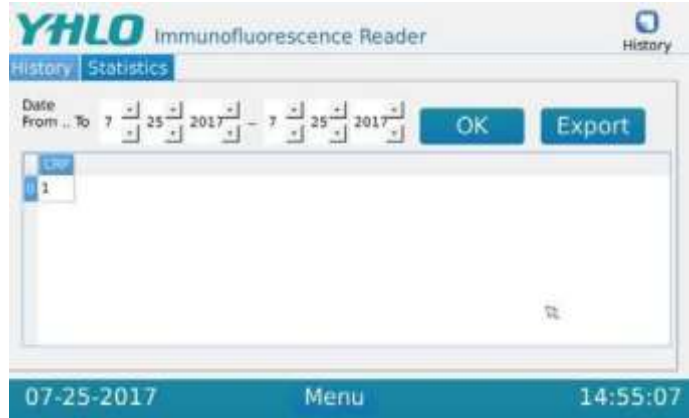 YHLO Immunofluorescence Reader
History
History Statistics
Date
From .. To 7 25 2017 - 7 25 2017 OK Export
CRP
0 1
07-25-2017 Menu 14:55:07